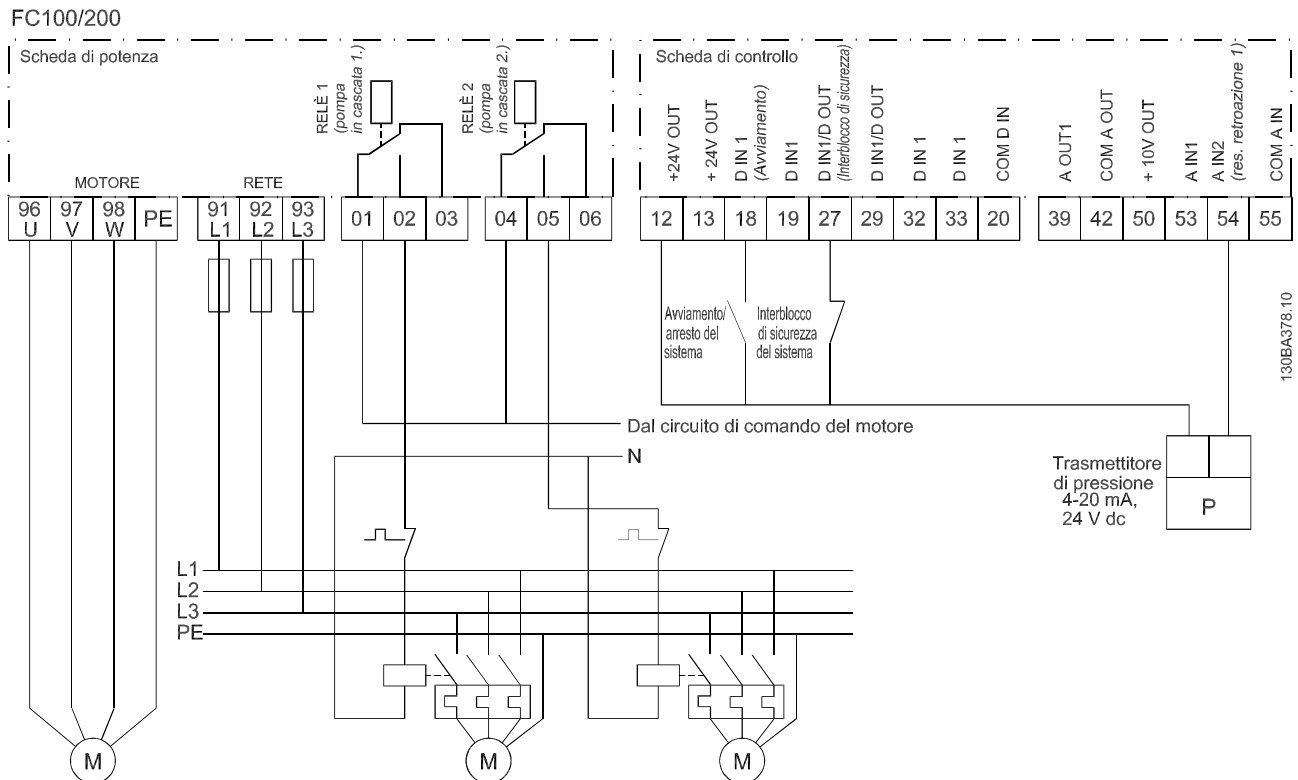 FC100/200
Scheda di potenza
RELÈ 1
(pompa
in cascata 1.)
RELÈ 2
(pompa
in cascata 2.)
MOTORE
RETE
96
U
97
V
98
W
PE
91
L1
92
L2
93
L3
01
02
03
04
05
06
Scheda di controllo
+24V OUT
+ 24V OUT
D IN 1
(Avviamento)
D IN1
D IN1/D OUT
(Interblocco di sicurezza)
D IN1/D OUT
D IN 1
D IN 1
COM D IN
A OUT1
COM A OUT
+ 10V OUT
A IN1
A IN2
(res. retroazione 1)
COM A IN
12
13
18
19
27
29
32
33
20
39
42
50
53
54
55
Avviamento/
arresto del
sistema
Interblocco
di sicurezza
del sistema
130BA378.10
Dal circuito di comando del motore
N
Trasmettitore
di pressione
4-20 mA,
24 V dc
P
L1
L2
L3
PE
M
M
M